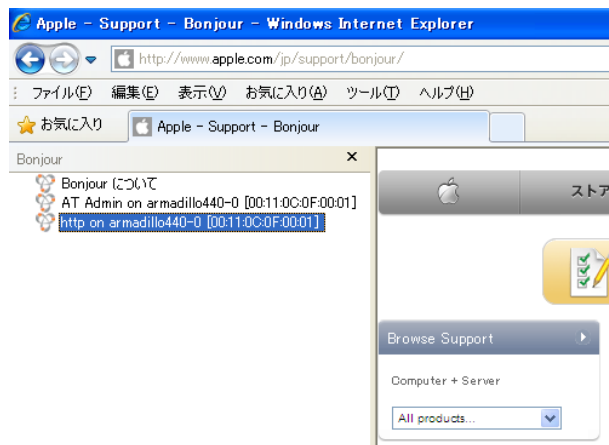 Apple - Support - Bonjour - Windows Internet Explorer
http://www.apple.com/jp/support/bonjour/
ファイル(F) 編集(E) 表示(V) お気に入り(A) ツール(T) ヘルプ(H)
お気に入り Apple - Support - Bonjour
Bonjour x
Bonjour について
AT Admin on armadillo440-0 [00:11:0C:0F:00:01]
http on armadillo440-0 [00:11:0C:0F:00:01]
ストア
Browse Support
Computer + Server
All products...